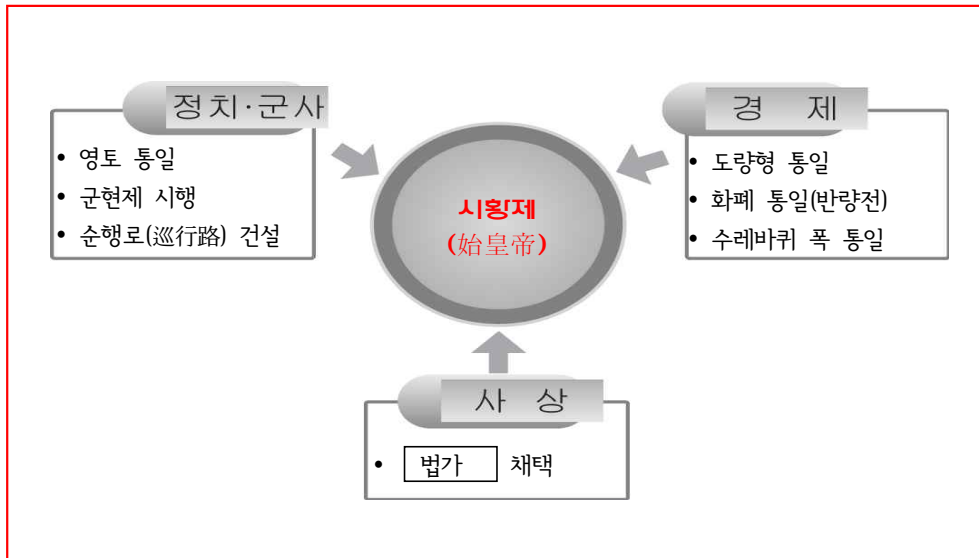 정치·군사
• 영토 통일
• 군현제 시행
• 순행로(巡行路) 건설
경 제
• 도량형 통일
• 화폐 통일(반량전)
• 수레바퀴 폭 통일
시황제
(始皇帝)
사 상
• 법가 채택